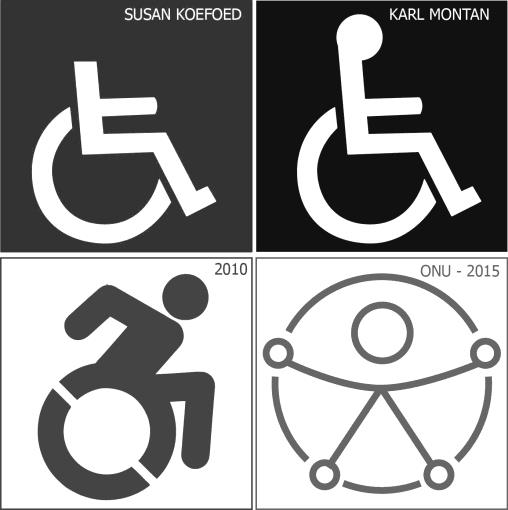 SUSAN KOEFOED
KARL MONTAN
2010
ONU - 2015